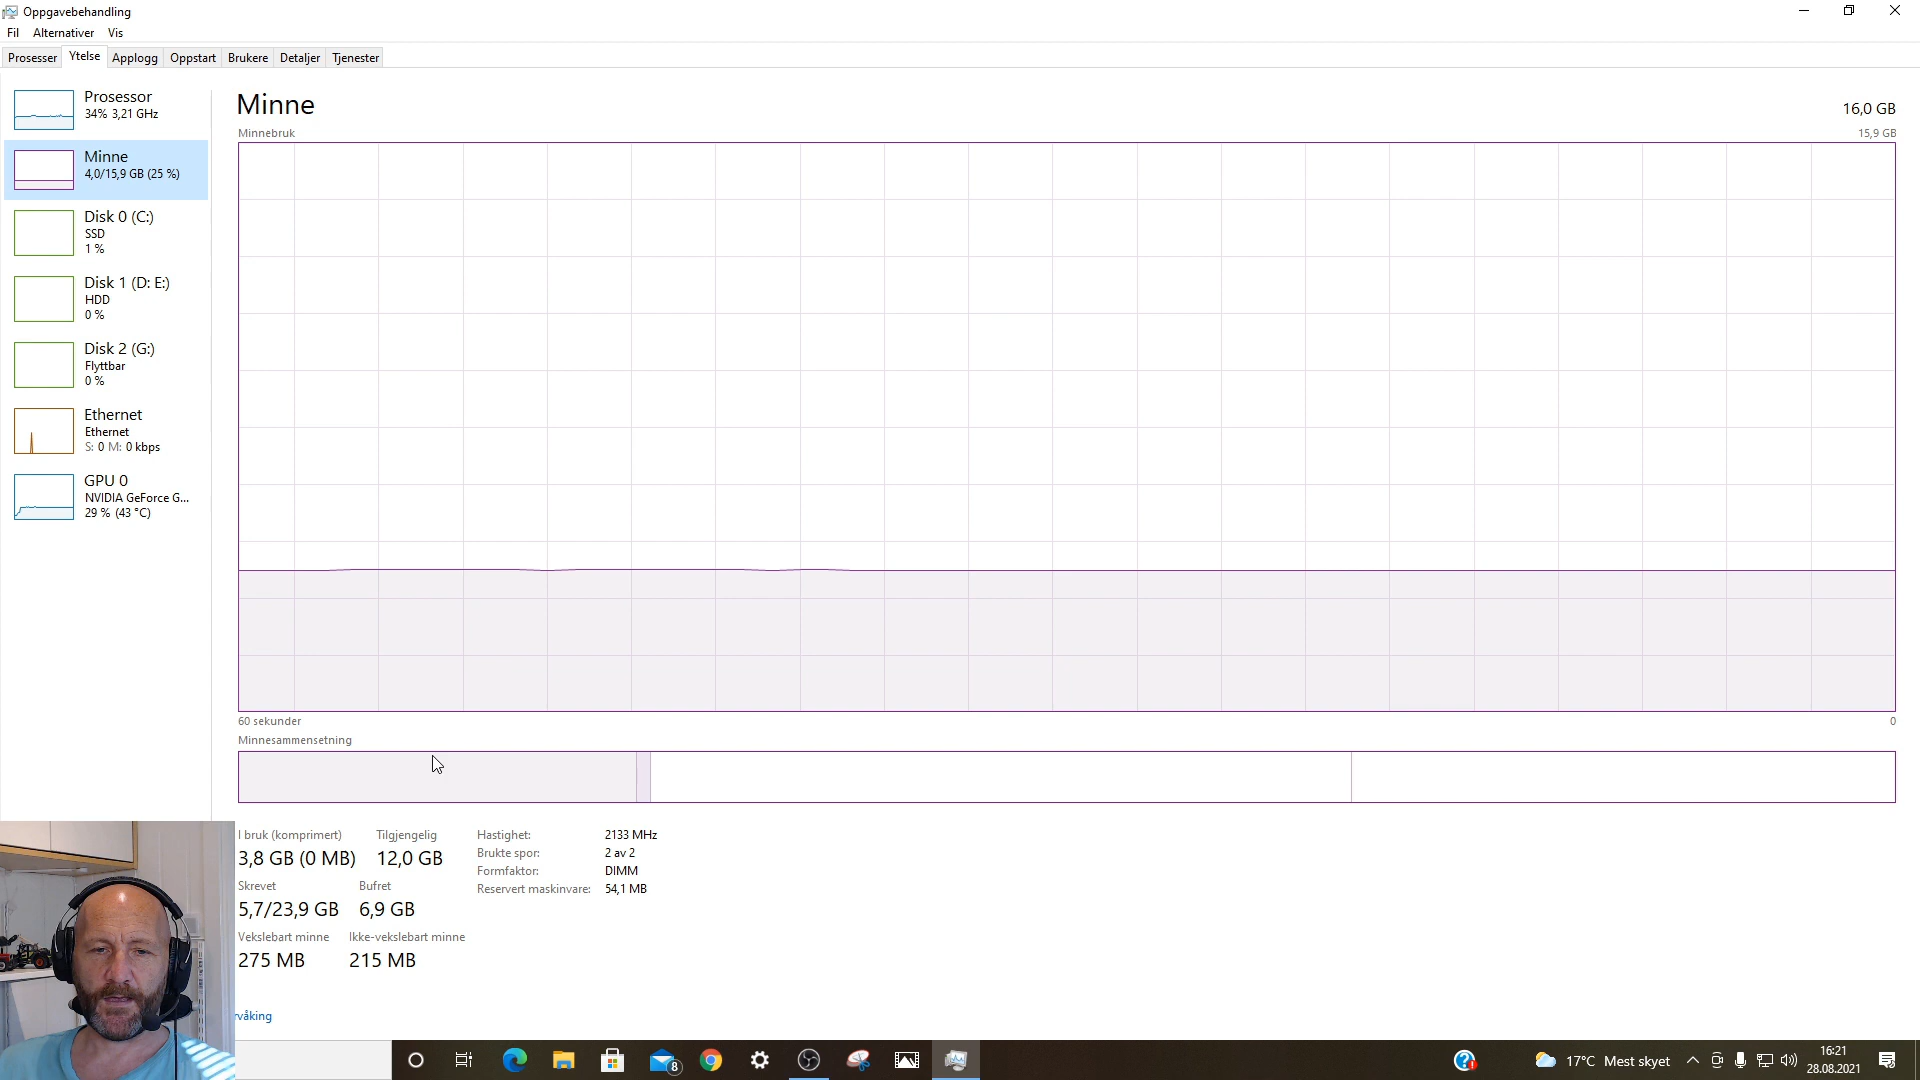 Oppgavebehandling
Fil Alternativer Vis
Prosesser Ytelse Applogg Oppstart Brukere Detaljer Tjenester
Prosessor
34% 3,21 GHz
Minne
4,0/15,9 GB (25 %)
Disk 0 (C:)
SSD
1 %
Disk 1 (D: E:)
HDD
0 %
Disk 2 (G:)
Flyttbar
0 %
Ethernet
Ethernet
S: 0 M: 0 kbps
GPU 0
NVIDIA GeForce G...
29 % (43 °C)
Minne 16,0 GB
Minnebruk 15,9 GB
60 sekunder 0
Minnesammensetning
I bruk (komprimert) Tilgjengelig
3,8 GB (0 MB) 12,0 GB
Skrevet Bufret
5,7/23,9 GB 6,9 GB
Vekslebart minne Ikke-vekslebart minne
275 MB 215 MB
Hastighet: 2133 MHz
Brukte spor: 2 av 2
Formfaktor: DIMM
Reservert maskinvare: 54,1 MB
rvåking
8
17°C Mest skyet
16:21
28.08.2021